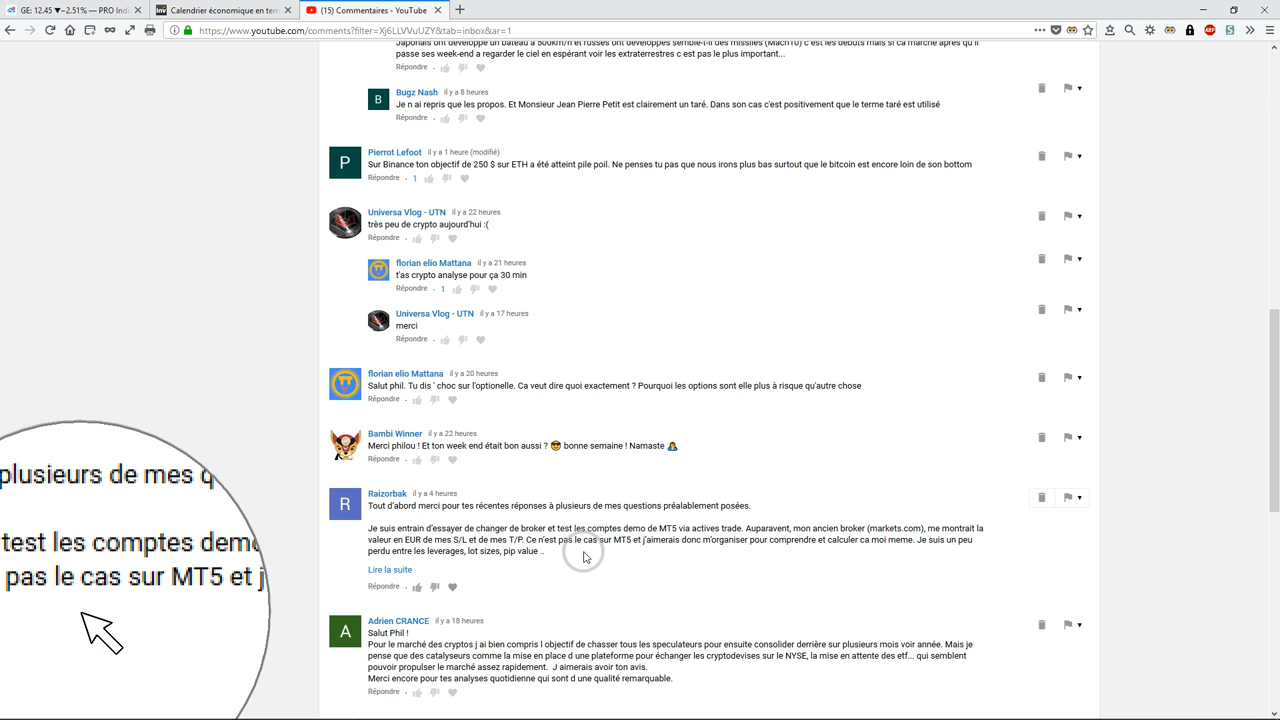 GE: 12.45 ▼−2.51% — PRO Indi
Calendrier économique en tem
(15) Commentaires - YouTube
https://www.youtube.com/comments?filter=Xj6LLVVuUZY&tab=inbox&ar=1
Japonais ont développé un bateau à 500km/h et russes ont développés semble-t-il des missiles (Mach10) c est les débuts mais si ca marche après qu il
passe ses week-end a regarder le ciel en espérant voir les extraterrestres c est pas le plus important...
Répondre
Bugz Nash il y a 8 heures
Je n ai repris que les propos. Et Monsieur Jean Pierre Petit est clairement un taré. Dans son cas c'est positivement que le terme taré est utilisé
Répondre
Pierrot Lefoot il y a 1 heure (modifié)
Sur Binance ton objectif de 250 $ sur ETH a été atteint pile poil. Ne penses tu pas que nous irons plus bas surtout que le bitcoin est encore loin de son bottom
Répondre 1
Universa Vlog - UTN il y a 22 heures
très peu de crypto aujourd'hui :(
Répondre
florian elio Mattana il y a 21 heures
t'as crypto analyse pour ça 30 min
Répondre 1
Universa Vlog - UTN il y a 17 heures
merci
Répondre
florian elio Mattana il y a 20 heures
Salut phil. Tu dis ' choc sur l'optionelle. Ca veut dire quoi exactement ? Pourquoi les options sont elle plus à risque qu'autre chose
Répondre
Bambi Winner il y a 22 heures
Merci philou ! Et ton week end était bon aussi ? 😎 bonne semaine ! Namaste 🙏
Répondre
Raizorbak il y a 4 heures
Tout d'abord merci pour tes récentes réponses à plusieurs de mes questions préalablement posées.
Je suis entrain d'essayer de changer de broker et test les comptes demo de MT5 via actives trade. Auparavent, mon ancien broker (markets.com), me montrait la
valeur en EUR de mes S/L et de mes T/P. Ce n'est pas le cas sur MT5 et j'aimerais donc m'organiser pour comprendre et calculer ca moi meme. Je suis un peu
perdu entre les leverages, lot sizes, pip value ..
Lire la suite
Répondre
Adrien CRANCE il y a 18 heures
Salut Phil !
Pour le marché des cryptos j ai bien compris l objectif de chasser tous les speculateurs pour ensuite consolider derrière sur plusieurs mois voir année. Mais je
pense que des catalyseurs comme la mise en place d une plateforme pour échanger les cryptodevises sur le NYSE, la mise en attente des etf... qui semblent
pouvoir propulser le marché assez rapidement. J aimerais avoir ton avis.
Merci encore pour tes analyses quotidienne qui sont d une qualité remarquable.
Répondre
plusieurs de mes q
test les comptes demo
pas le cas sur MT5 et j
B
P
R
A
ABP
S